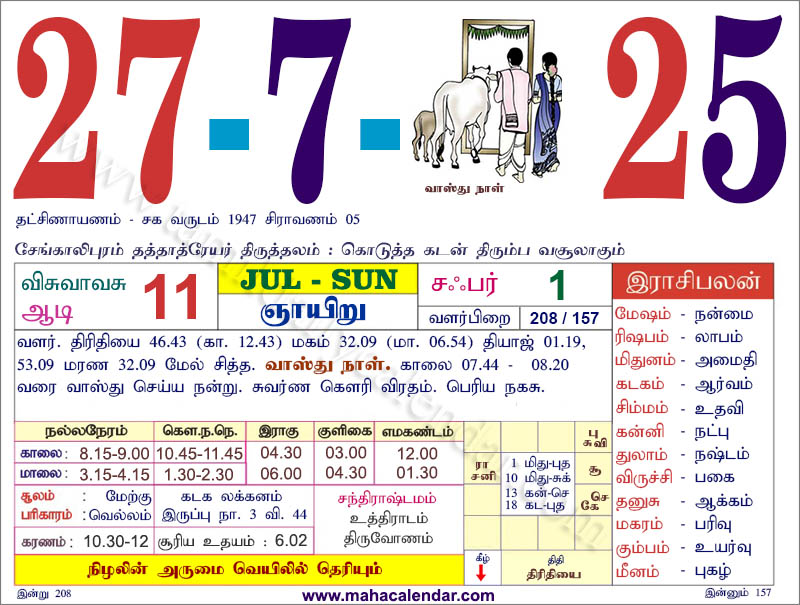 27-7-25
வாஸ்து நாள்
தட்சிணாயணம் - சக வருடம் 1947 சிராவணம் 05
சேங்காலிபுரம் தத்தாத்ரேயர் திருத்தலம் : கொடுத்த கடன் திரும்ப வசூலாகும்
விசுவாவசு
ஆடி
11
JUL - SUN
ஞாயிறு
சஃபர் 1
வளர்பிறை 208 / 157
வளர். திரிதியை 46.43 (கா. 12.43) மகம் 32.09 (மா. 06.54) தியாஜ் 01.19,
53.09 மரண 32.09 மேல் சித்த. வாஸ்து நாள். காலை 07.44 - 08.20
வரை வாஸ்து செய்ய நன்று. சுவர்ண கௌரி விரதம். பெரிய நகசு.
இராசிபலன்
மேஷம் - நன்மை
ரிஷபம் - லாபம்
மிதுனம் - அமைதி
கடகம் - ஆர்வம்
சிம்மம் - உதவி
கன்னி - நட்பு
துலாம் - நஷ்டம்
விருச்சி - பகை
தனுசு - ஆக்கம்
மகரம் - பரிவு
கும்பம் - உயர்வு
மீனம் - புகழ்
நல்லநேரம் கௌ.ந.நெ. இராகு குளிகை எமகண்டம்
காலை: 8.15-9.00 10.45-11.45 04.30 03.00 12.00
மாலை: 3.15-4.15 1.30-2.30 06.00 04.30 01.30
சூலம் : மேற்கு
பரிகாரம் : வெல்லம்
கடக லக்கனம்
இருப்பு நா. 3 வி. 44
சந்திராஷ்டமம்
உத்திராடம்
திருவோணம்
கரணம்: 10.30-12 சூரிய உதயம் : 6.02
நிழலின் அருமை வெயிலில் தெரியும்
பு
சுவி
ரா
சனி
1 மிது-புத
10 மிது-சுக்
13 கன்-செ
18 கட-புத
சூ
செ
கே
கீழ்
திதி
திரிதியை
இன்று 208
www.mahacalendar.com
இன்னும் 157